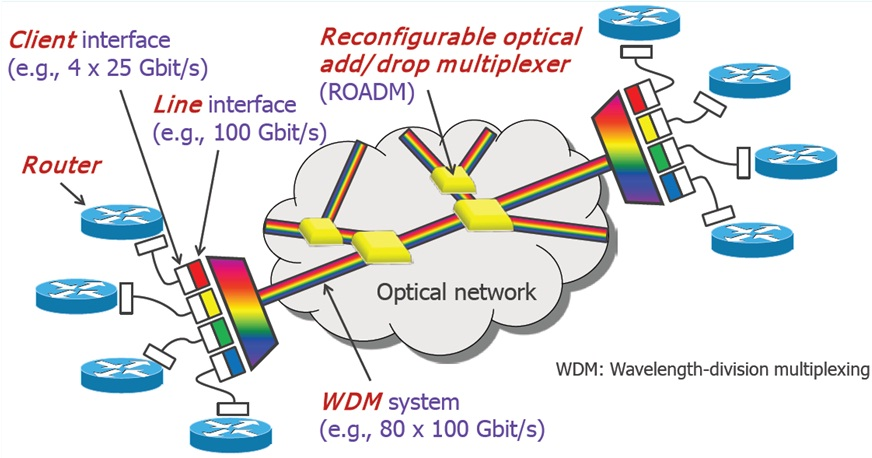 Client interface
(e.g., 4 x 25 Gbit/s)
Line interface
(e.g., 100 Gbit/s)
Router
Reconfigurable optical
add/drop multiplexer
(ROADM)
Optical network
WDM system
(e.g., 80 x 100 Gbit/s)
WDM: Wavelength-division multiplexing